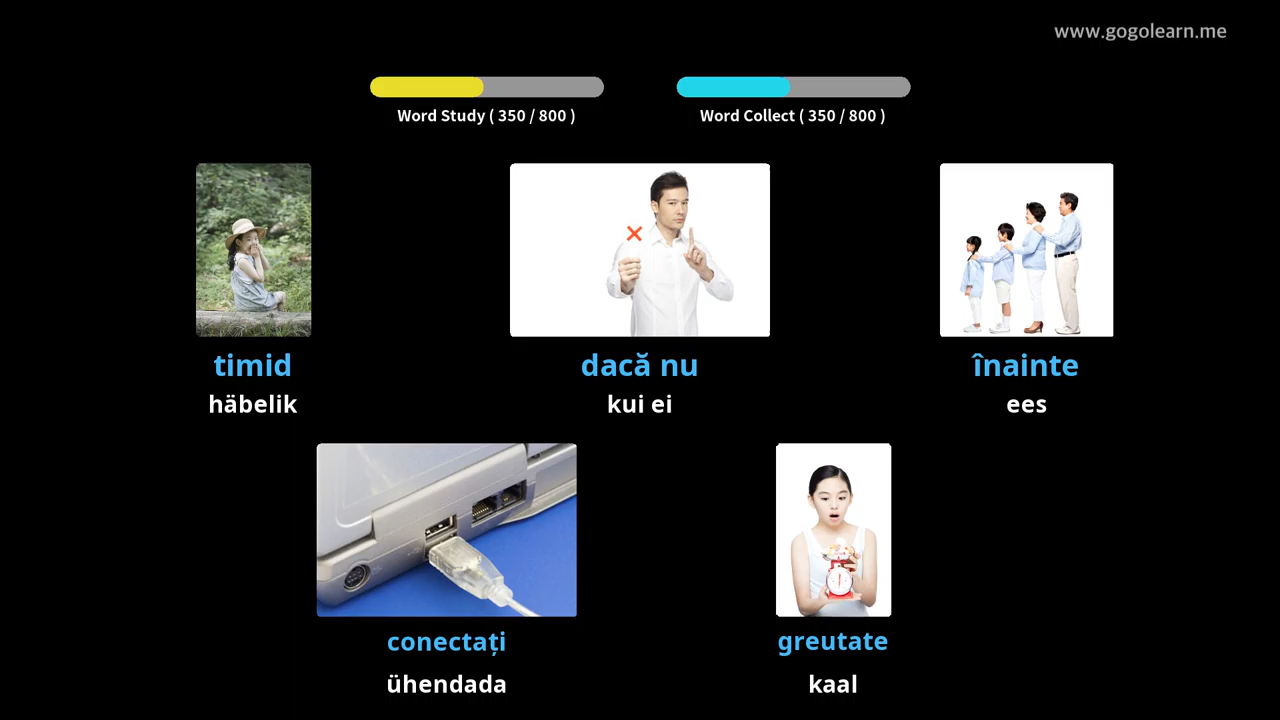 www.gogolearn.me
Word Study ( 350 / 800 )
Word Collect ( 350 / 800 )
timid
häbelik
dacă nu
kui ei
înainte
ees
conectați
ühendada
greutate
kaal